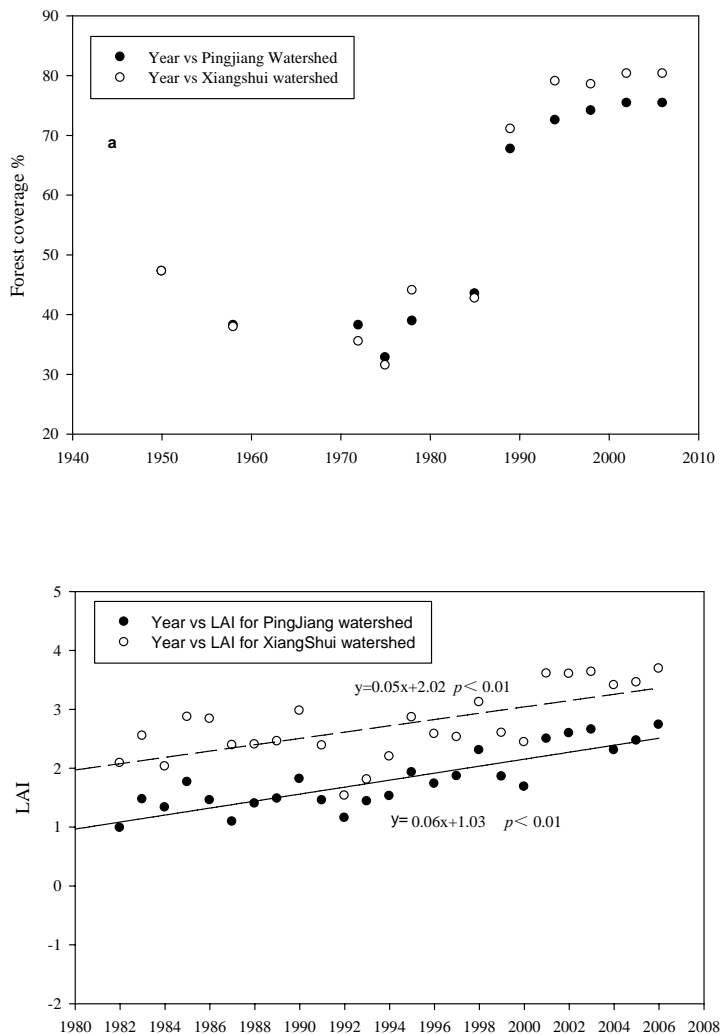 90
80
70
60
50
40
30
20
Forest coverage %
Year vs Pingjiang Watershed
Year vs Xiangshui watershed
a
1940 1950 1960 1970 1980 1990 2000 2010
5
4
3
2
1
0
-1
-2
LAI
Year vs LAI for PingJiang watershed
Year vs LAI for XiangShui watershed
y=0.05x+2.02 p< 0.01
y= 0.06x+1.03 p< 0.01
1980 1982 1984 1986 1988 1990 1992 1994 1996 1998 2000 2002 2004 2006 2008